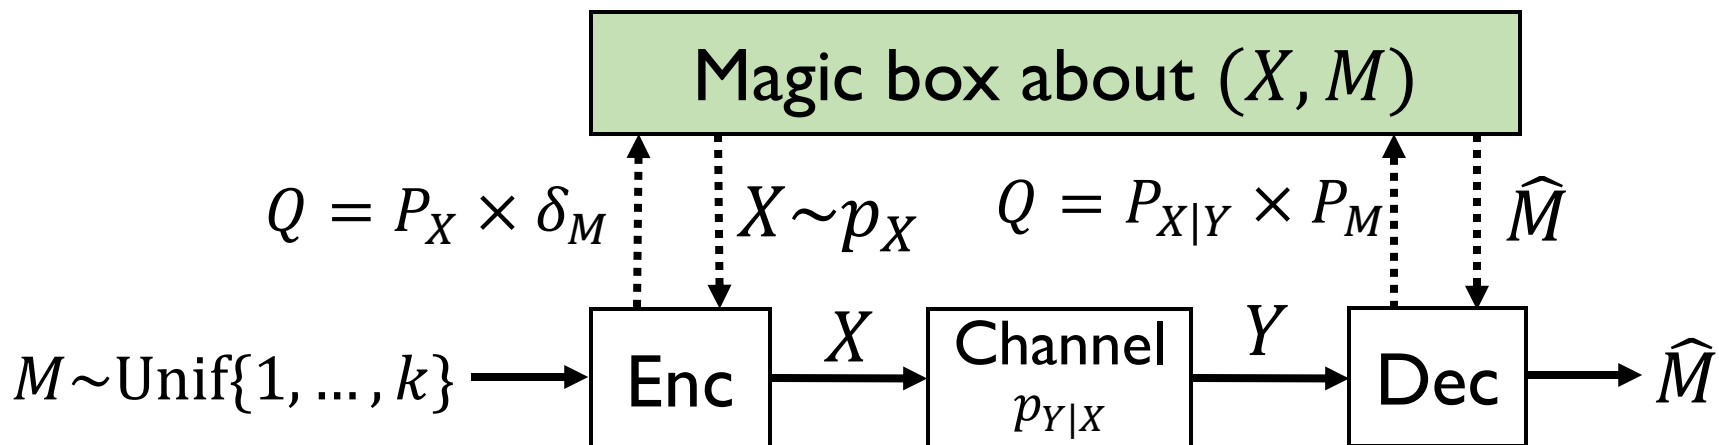 Magic box about (X, M)
Q = P_X × δ_M
X~p_X
Q = P_{X|Y} × P_M
M̂
M~Unif{1, ..., k}
Enc
X
Channel
p_{Y|X}
Y
Dec
M̂